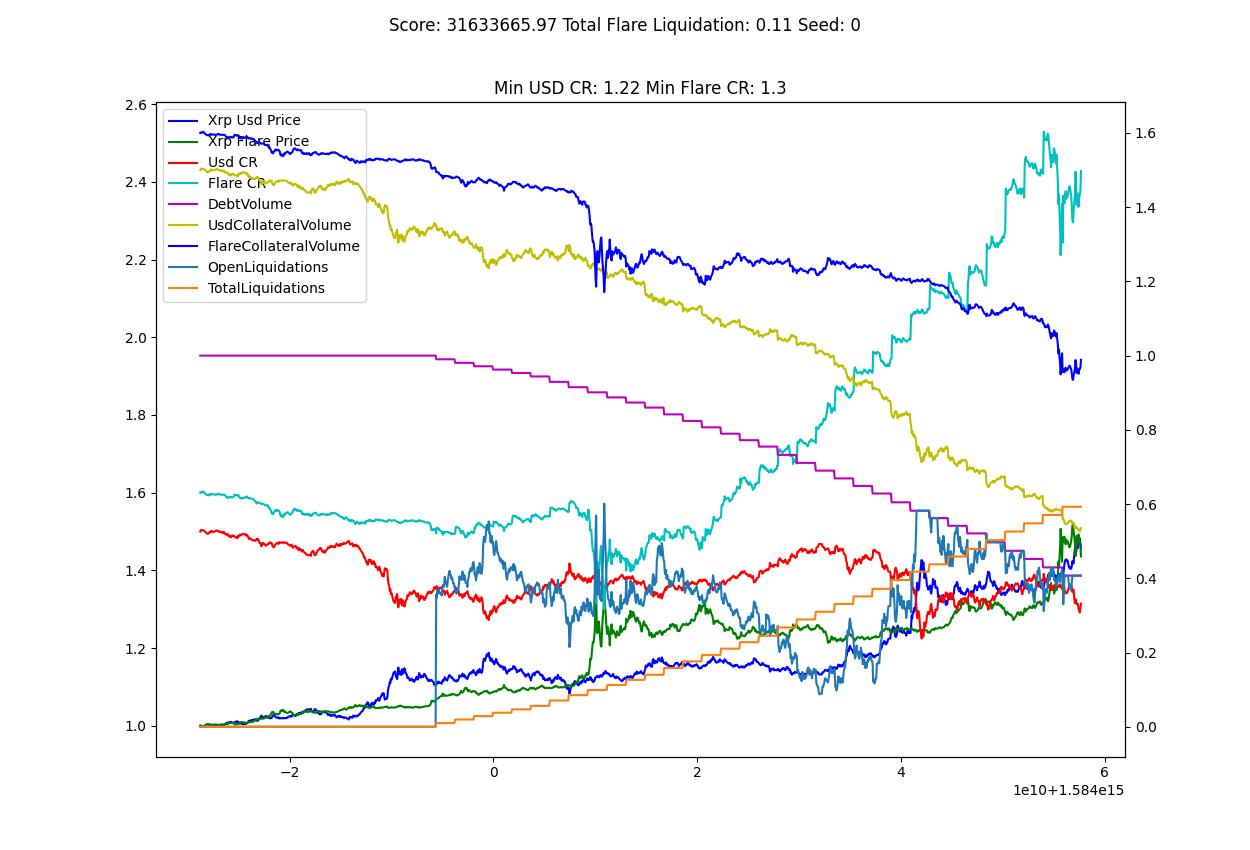 Score: 31633665.97 Total Flare Liquidation: 0.11 Seed: 0
Min USD CR: 1.22 Min Flare CR: 1.3
Xrp Usd Price
Xrp Flare Price
Usd CR
Flare CR
DebtVolume
UsdCollateralVolume
FlareCollateralVolume
OpenLiquidations
TotalLiquidations
2.6
2.4
2.2
2.0
1.8
1.6
1.4
1.2
1.0
1.6
1.4
1.2
1.0
0.8
0.6
0.4
0.2
0.0
−2
0
2
4
6
1e10+1.584e15